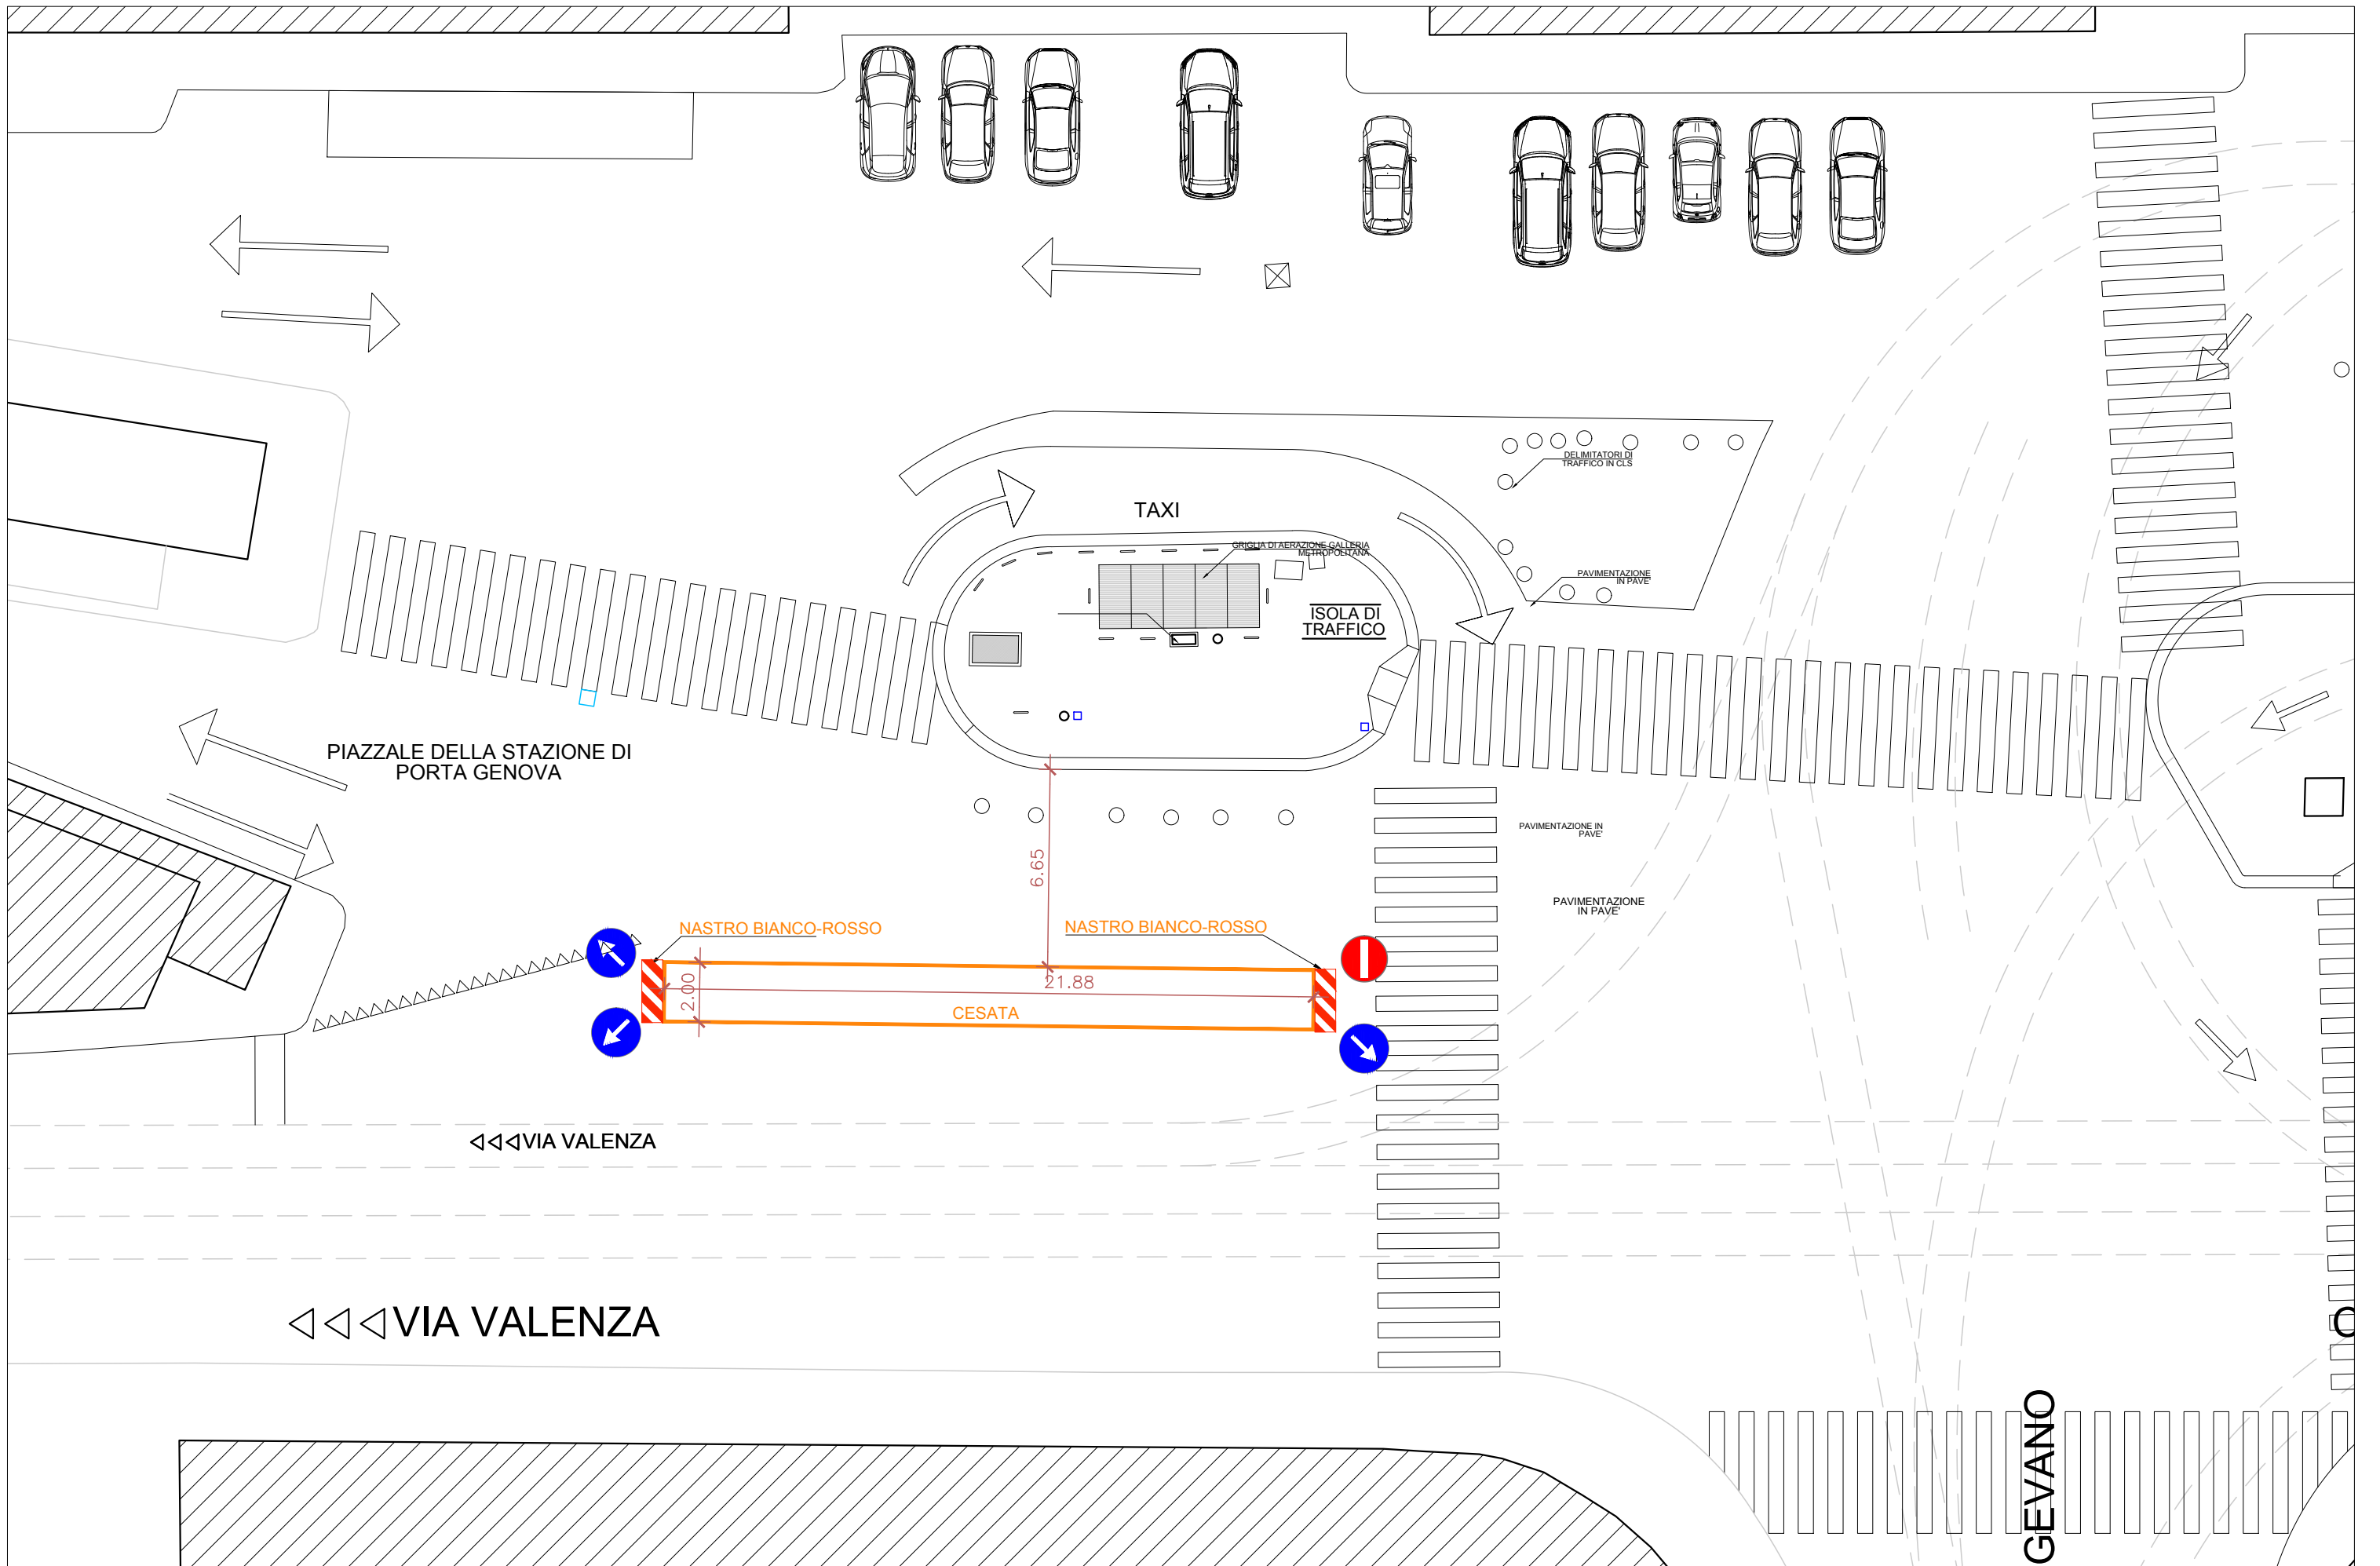 DELIMITATORI DI
TRAFFICO IN CLS
TAXI
GRIGLIA DI AERAZIONE GALLERIA
METROPOLITANA
PAVIMENTAZIONE
IN PAVE'
ISOLA DI
TRAFFICO
PIAZZALE DELLA STAZIONE DI
PORTA GENOVA
PAVIMENTAZIONE IN
PAVE'
6.65
PAVIMENTAZIONE
IN PAVE'
NASTRO BIANCO-ROSSO
NASTRO BIANCO-ROSSO
2.00
21.88
CESATA
VIA VALENZA
VIA VALENZA
GEVANO